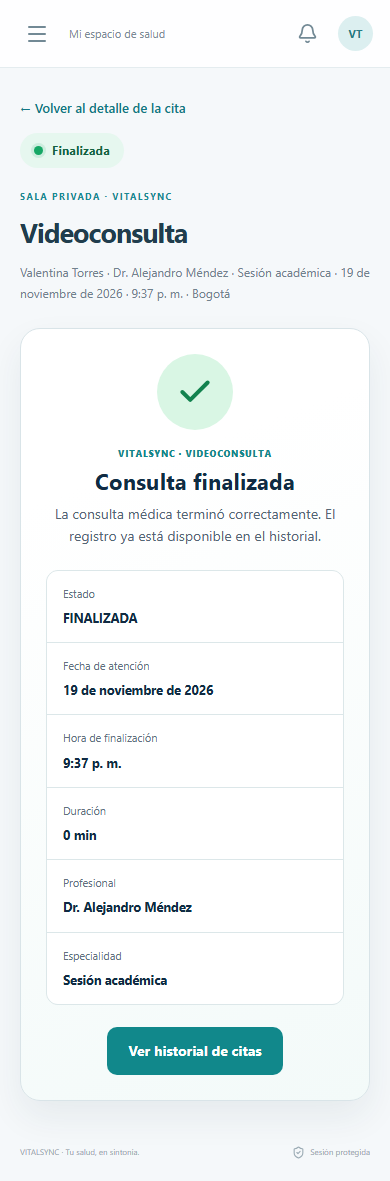 Mi espacio de salud
VT
← Volver al detalle de la cita
Finalizada
SALA PRIVADA · VITALSYNC
Videoconsulta
Valentina Torres · Dr. Alejandro Méndez · Sesión académica · 19 de
noviembre de 2026 · 9:37 p. m. · Bogotá
VITALSYNC · VIDEOCONSULTA
Consulta finalizada
La consulta médica terminó correctamente. El
registro ya está disponible en el historial.
Estado
FINALIZADA
Fecha de atención
19 de noviembre de 2026
Hora de finalización
9:37 p. m.
Duración
0 min
Profesional
Dr. Alejandro Méndez
Especialidad
Sesión académica
Ver historial de citas
VITALSYNC · Tu salud, en sintonía.
Sesión protegida